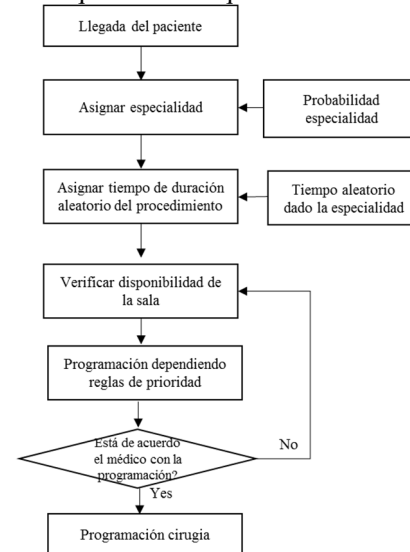 Llegada del paciente
Asignar especialidad
Probabilidad
especialidad
Asignar tiempo de duración
aleatorio del procedimiento
Tiempo aleatorio
dado la especialidad
Verificar disponibilidad de
la sala
Programación dependiendo
reglas de prioridad
Está de acuerdo
el médico con la
programación?
No
Yes
Programación cirugia